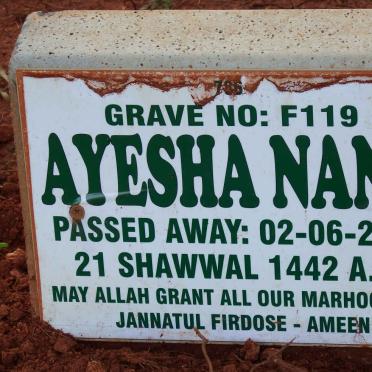 786
GRAVE NO: F119
AYESHA NAN
PASSED AWAY: 02-06-2
21 SHAWWAL 1442 A.
MAY ALLAH GRANT ALL OUR MARHOO
JANNATUL FIRDOSE - AMEEN